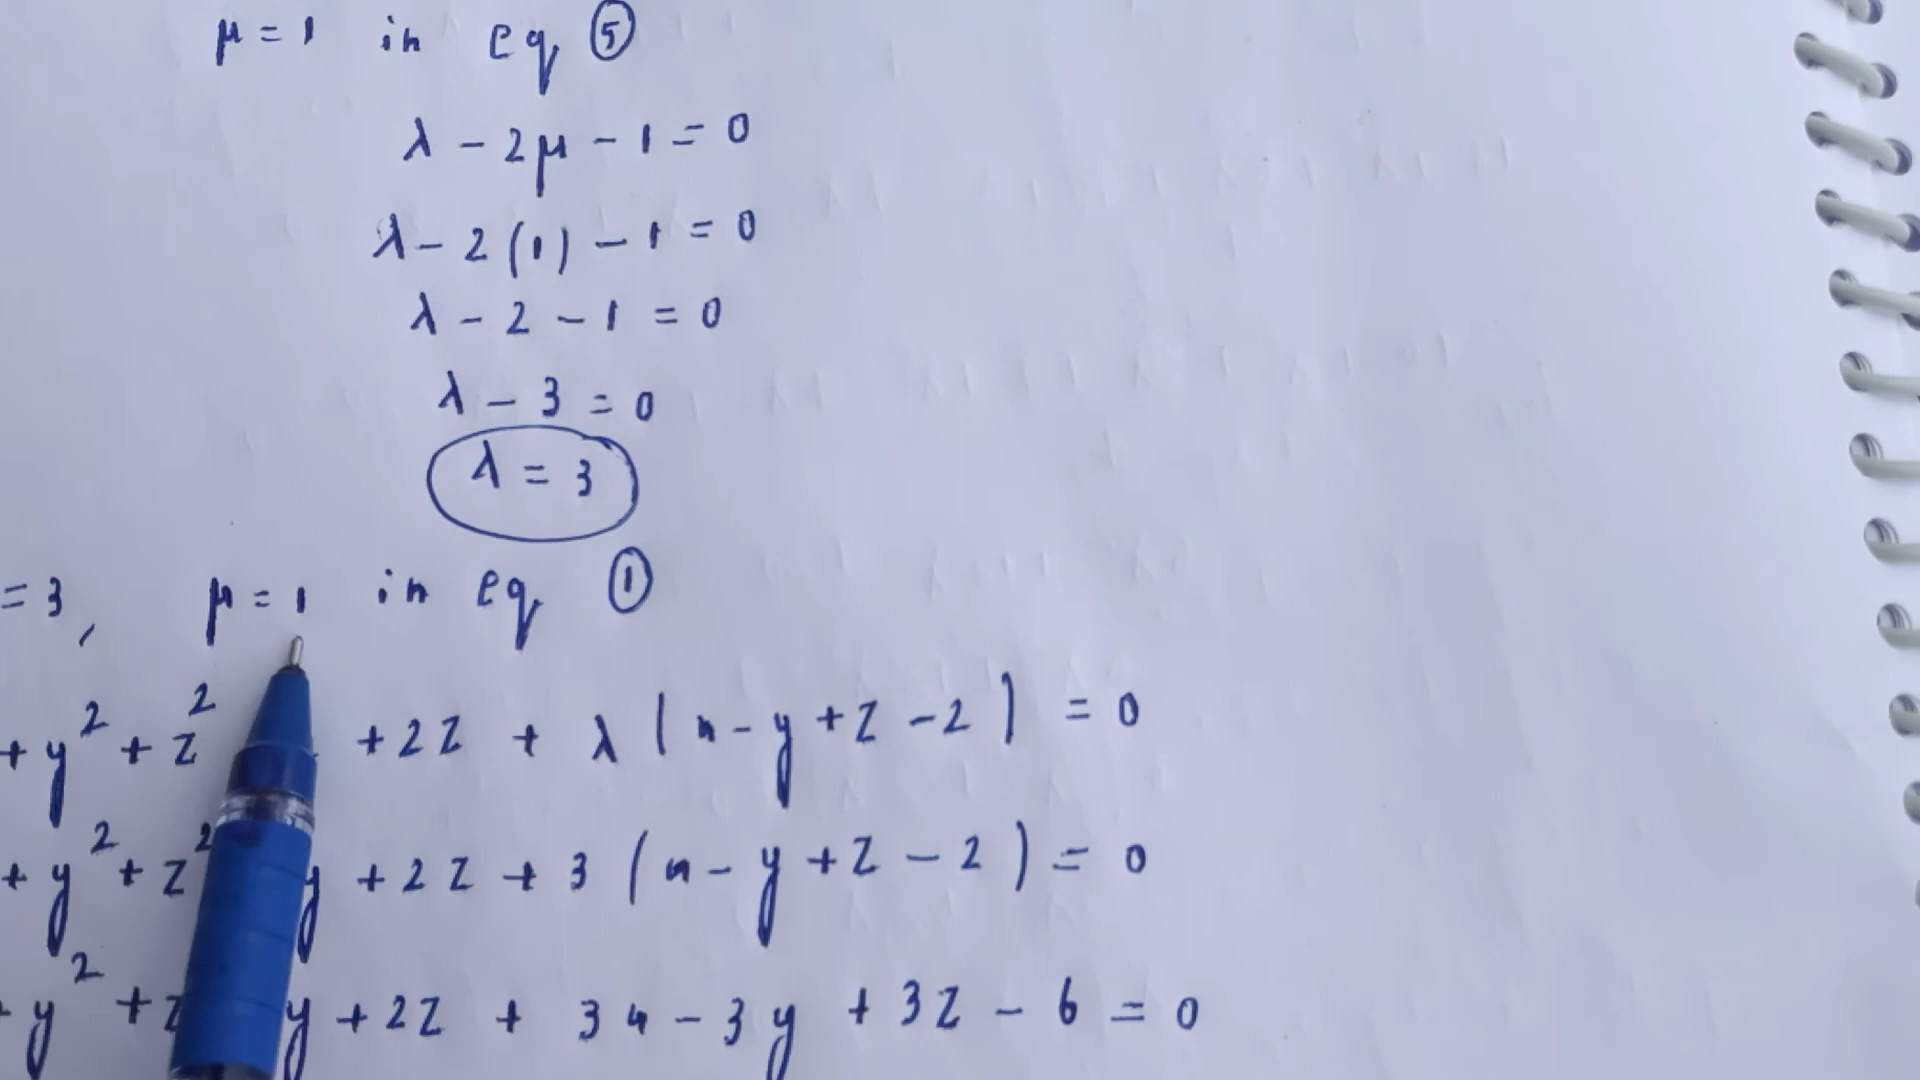 μ = 1 in eq ⑤
λ - 2μ - 1 = 0
λ - 2(1) - 1 = 0
λ - 2 - 1 = 0
λ - 3 = 0
λ = 3
= 3, μ = 1 in eq ①
+ y² + z² + 2z + λ(x - y + z - 2) = 0
+ y² + z² y + 2z + 3(x - y + z - 2) = 0
y² + z y + 2z + 3x - 3y + 3z - 6 = 0